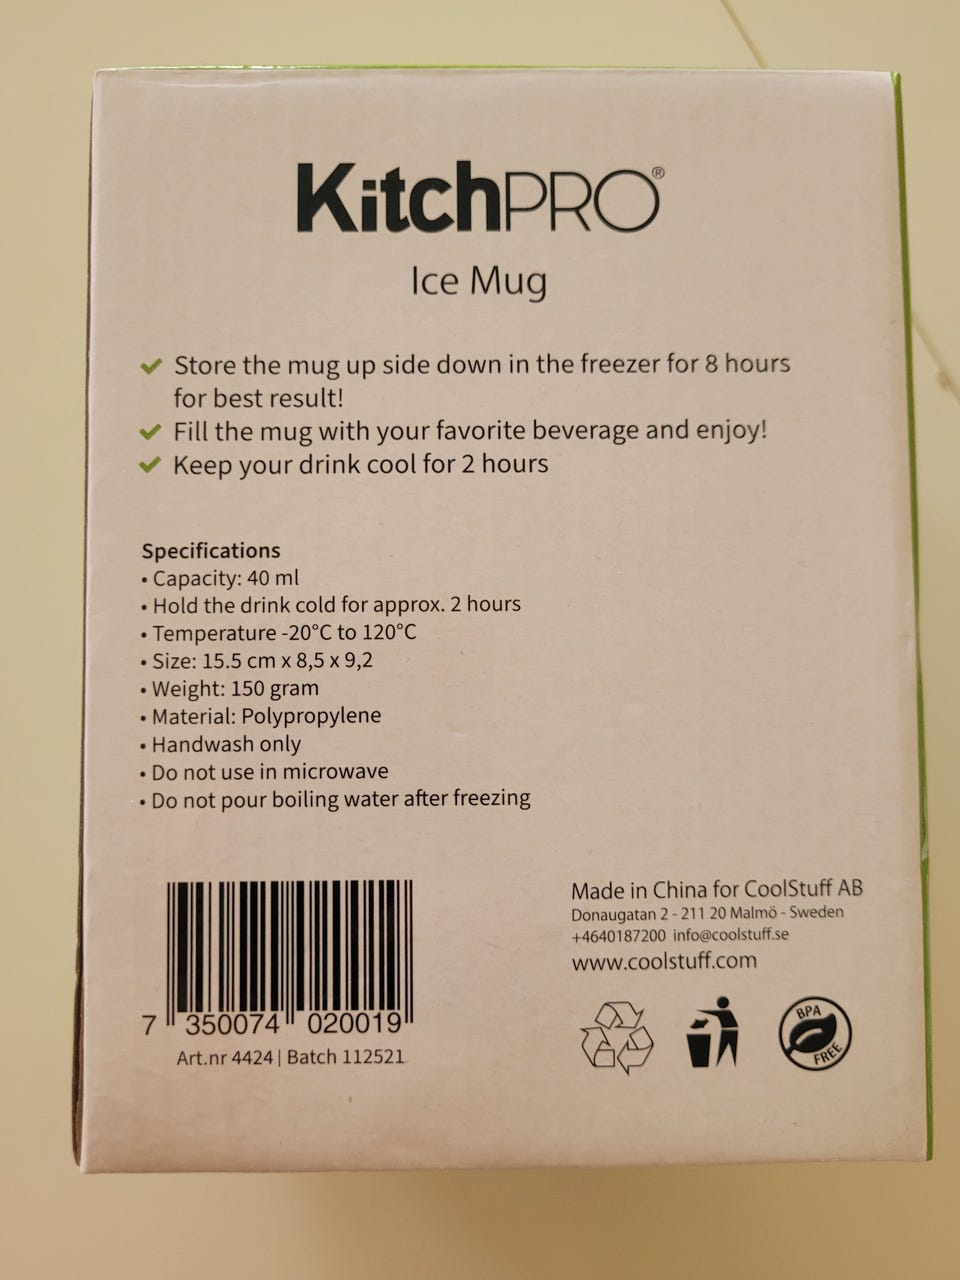 KitchPRO®
Ice Mug
Store the mug up side down in the freezer for 8 hours
for best result!
Fill the mug with your favorite beverage and enjoy!
Keep your drink cool for 2 hours
Specifications
• Capacity: 40 ml
• Hold the drink cold for approx. 2 hours
• Temperature -20°C to 120°C
• Size: 15.5 cm x 8,5 x 9,2
• Weight: 150 gram
• Material: Polypropylene
• Handwash only
• Do not use in microwave
• Do not pour boiling water after freezing
7 350074 020019
Art.nr 4424 | Batch 112521
Made in China for CoolStuff AB
Donaugatan 2 - 211 20 Malmö - Sweden
+4640187200 info@coolstuff.se
www.coolstuff.com
BPA
FREE